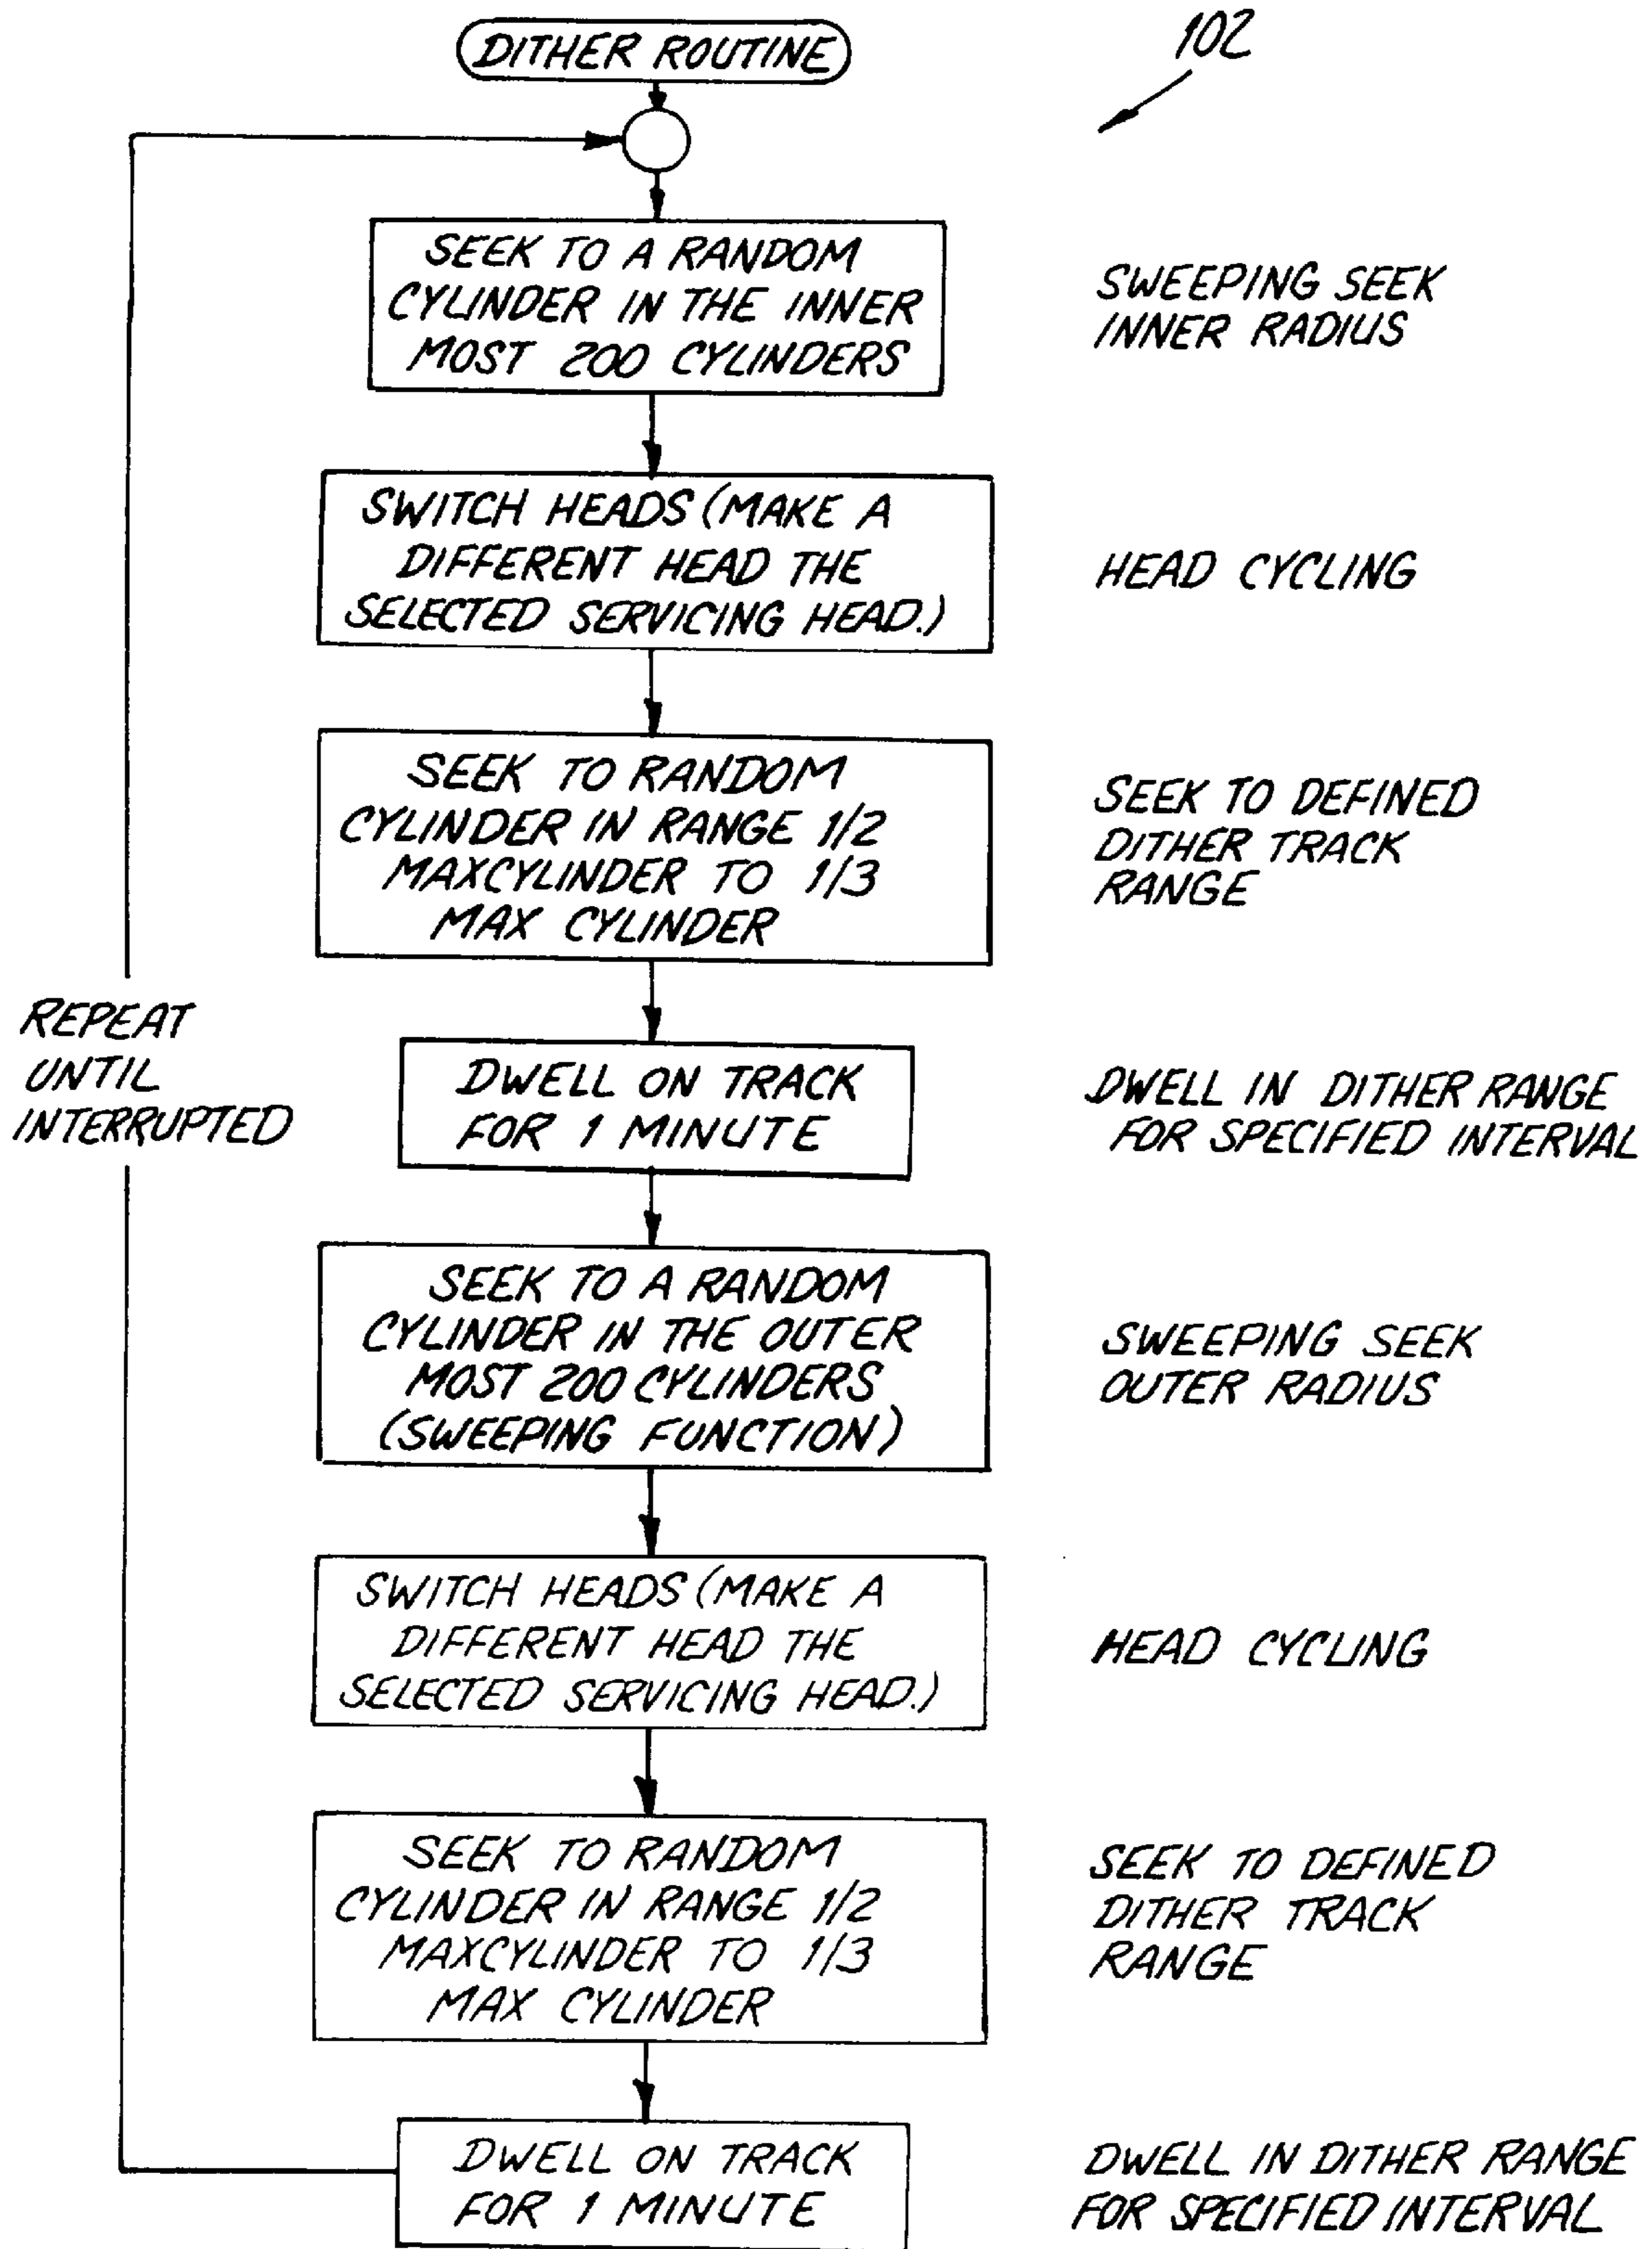 DITHER ROUTINE
102
SEEK TO A RANDOM
CYLINDER IN THE INNER
MOST 200 CYLINDERS
SWEEPING SEEK
INNER RADIUS
SWITCH HEADS (MAKE A
DIFFERENT HEAD THE
SELECTED SERVICING HEAD.)
HEAD CYCLING
SEEK TO RANDOM
CYLINDER IN RANGE 1/2
MAXCYLINDER TO 1/3
MAX CYLINDER
SEEK TO DEFINED
DITHER TRACK
RANGE
REPEAT
UNTIL
INTERRUPTED
DWELL ON TRACK
FOR 1 MINUTE
DWELL IN DITHER RANGE
FOR SPECIFIED INTERVAL
SEEK TO A RANDOM
CYLINDER IN THE OUTER
MOST 200 CYLINDERS
(SWEEPING FUNCTION)
SWEEPING SEEK
OUTER RADIUS
SWITCH HEADS (MAKE A
DIFFERENT HEAD THE
SELECTED SERVICING HEAD.)
HEAD CYCLING
SEEK TO RANDOM
CYLINDER IN RANGE 1/2
MAXCYLINDER TO 1/3
MAX CYLINDER
SEEK TO DEFINED
DITHER TRACK
RANGE
DWELL ON TRACK
FOR 1 MINUTE
DWELL IN DITHER RANGE
FOR SPECIFIED INTERVAL